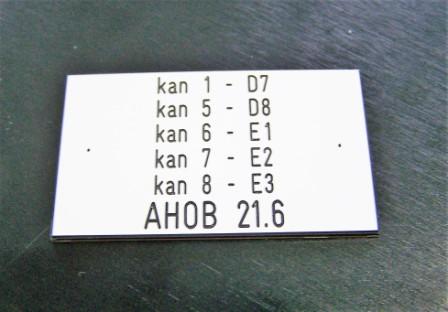 kan 1 - D7
kan 5 - D8
kan 6 - E1
kan 7 - E2
kan 8 - E3
AHOB 21.6